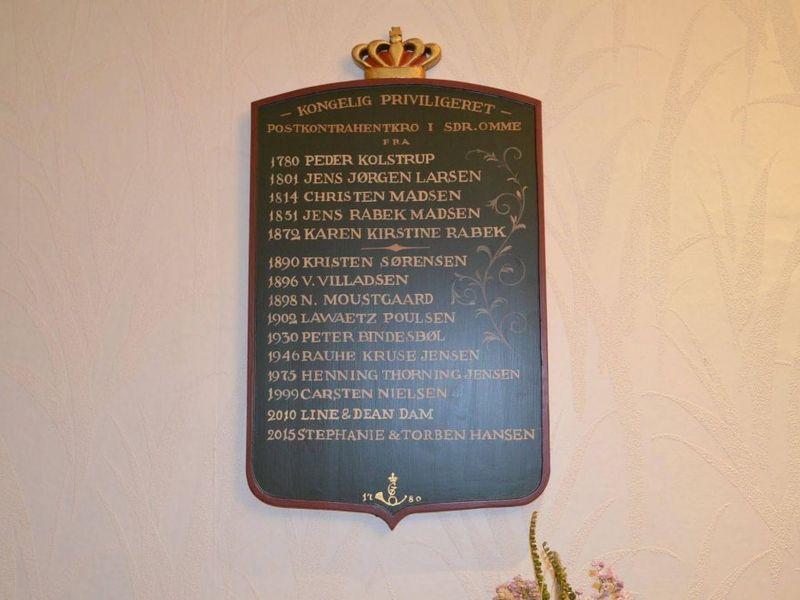 — KONGELIG PRIVILIGERET —
POSTKONTRAHENTKRO I SDR. OMME
FRA
1780 PEDER KOLSTRUP
1801 JENS JØRGEN LARSEN
1814 CHRISTEN MADSEN
1851 JENS RABEK MADSEN
1872 KAREN KIRSTINE RABEK
1890 KRISTEN SØRENSEN
1896 V. VILLADSEN
1898 N. MOUSTGAARD
1902 LAWAETZ POULSEN
1930 PETER BINDESBØL
1946 RAUHE KRUSE JENSEN
1975 HENNING THORNING JENSEN
1999 CARSTEN NIELSEN
2010 LINE & DEAN DAM
2015 STEPHANIE & TORBEN HANSEN
17 80